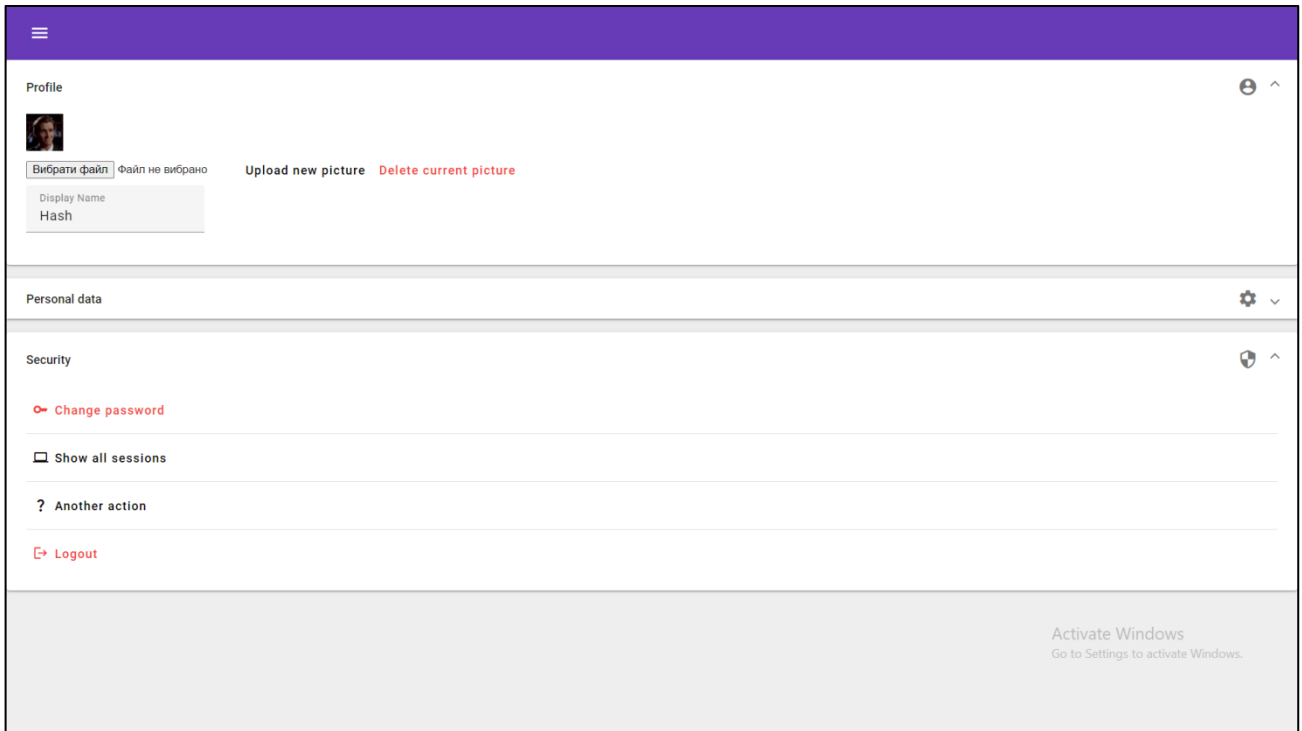 Profile
Вибрати файл Файл не вибрано Upload new picture Delete current picture
Display Name
Hash
Personal data
Security
Change password
Show all sessions
? Another action
Logout
Activate Windows
Go to Settings to activate Windows.